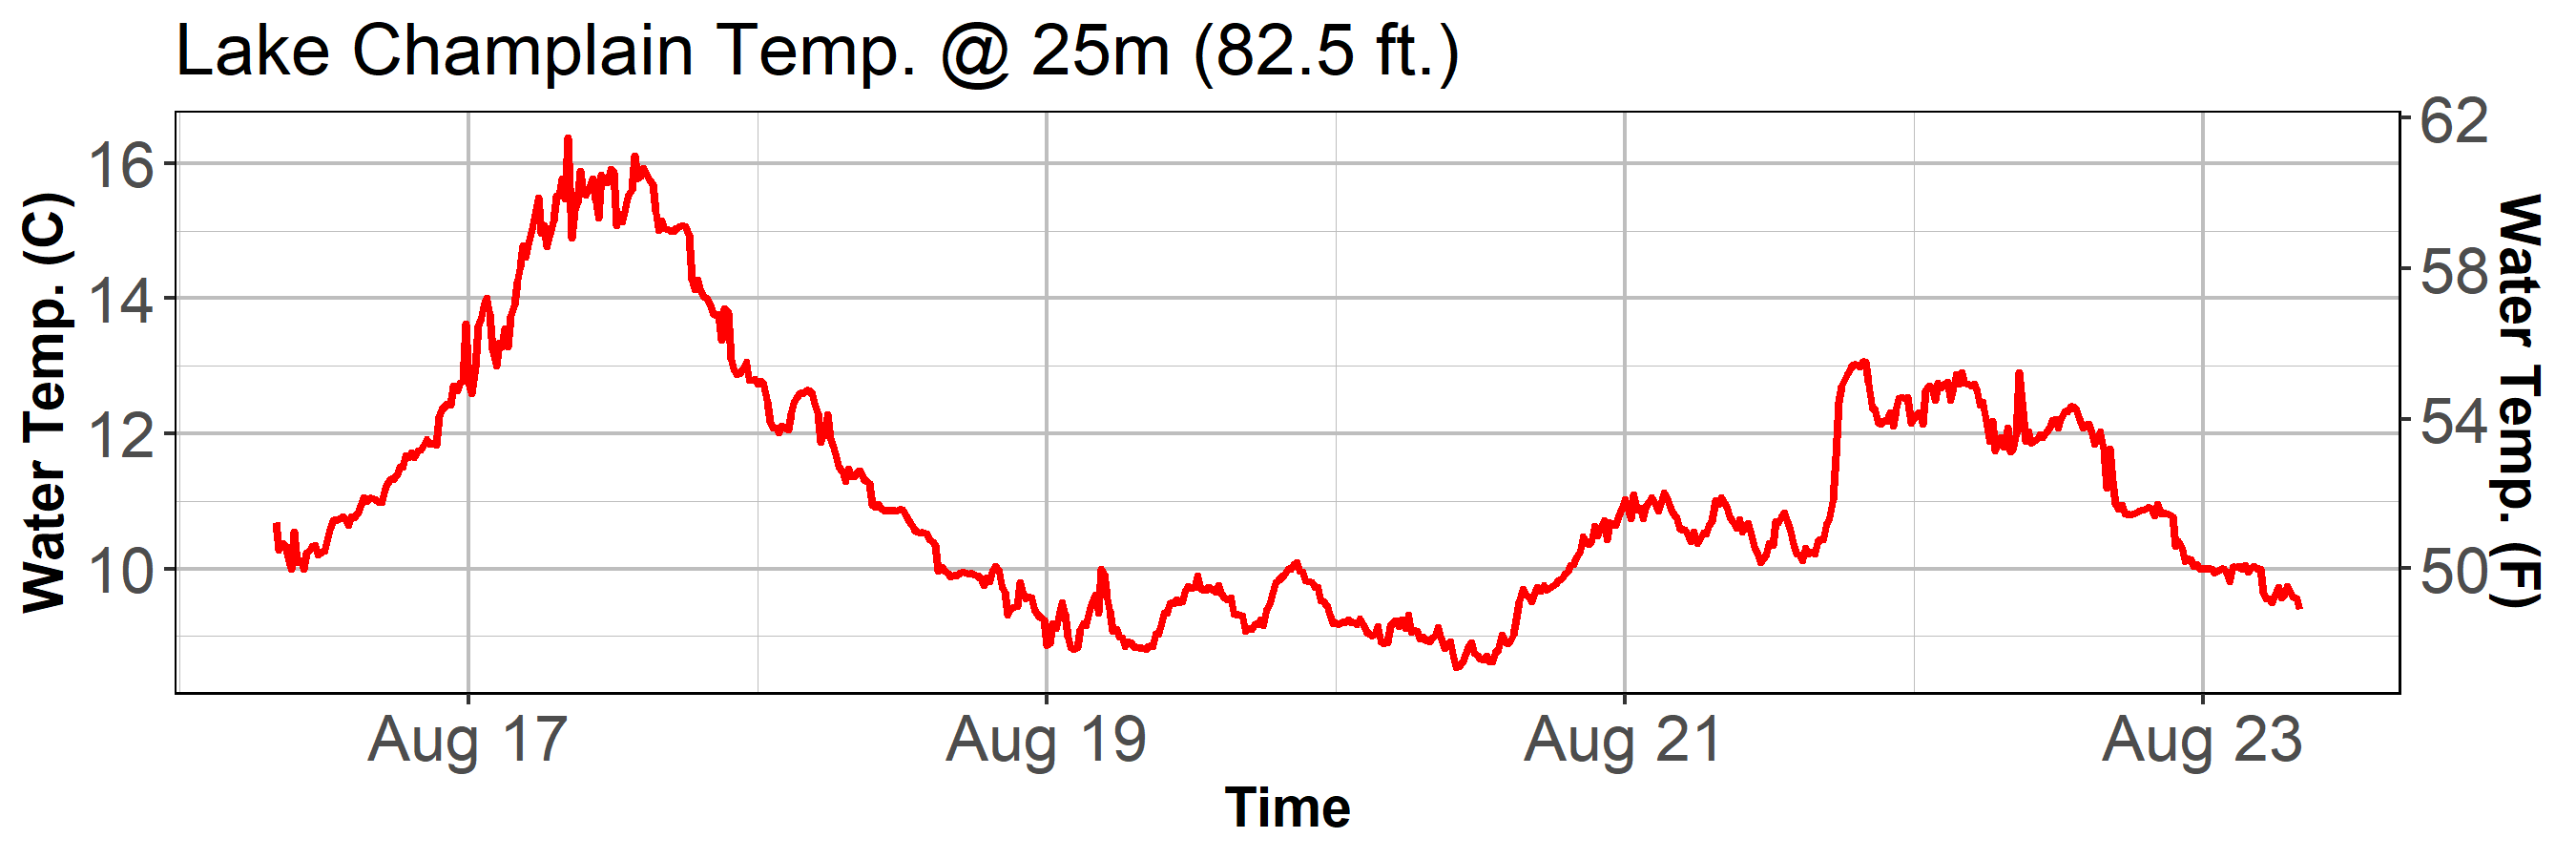 Lake Champlain Temp. @ 25m (82.5 ft.)
Water Temp. (C)
16
14
12
10
62
58
54
50
Water Temp. (F)
Aug 17
Aug 19
Aug 21
Aug 23
Time